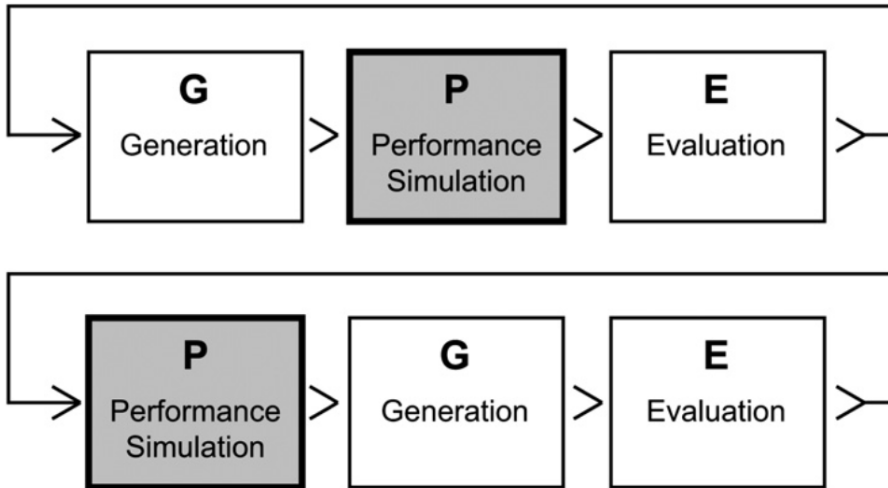 G
Generation
P
Performance
Simulation
E
Evaluation
P
Performance
Simulation
G
Generation
E
Evaluation